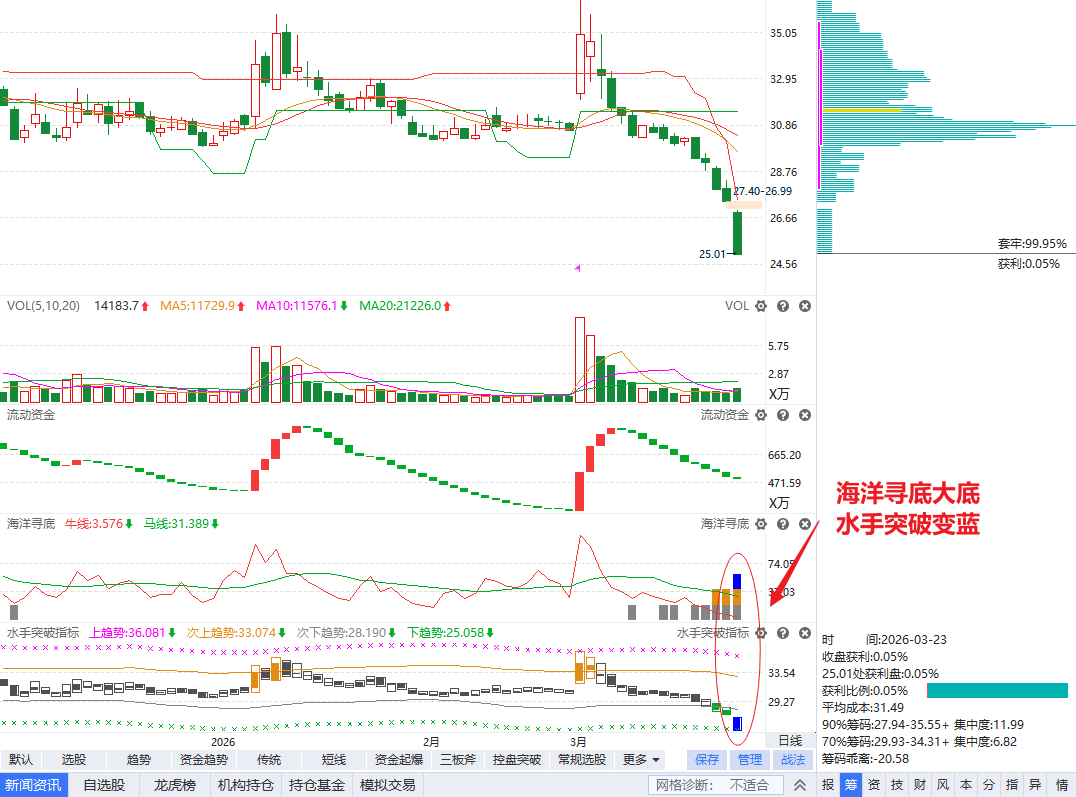 35.05
32.95
30.86
28.76
27.40-26.99
26.66
25.01
24.56
套牢:99.95%
获利:0.05%
VOL(5,10,20) 14183.7 MA5:11729.9 MA10:11576.1 MA20:21226.0 VOL
5.75
2.87
X万
流动资金 流动资金
665.20
471.59
X万
海洋寻底大底
水手突破变蓝
海洋寻底 牛线:3.576 马线:31.389 海洋寻底
74.05
水手突破指标 上趋势:36.081 次上趋势:33.074 次下趋势:28.190 下趋势:25.058 水手突破指标
33.54
29.27
2026 2月 3月 日线
时 间:2026-03-23
收盘获利:0.05%
25.01处获利盘:0.05%
获利比例:0.05%
平均成本:31.49
90%筹码:27.94-35.55+ 集中度:11.99
70%筹码:29.93-34.31+ 集中度:6.82
筹码乖离:-20.58
默认 选股 趋势 资金趋势 传统 短线 资金起爆 三板斧 控盘突破 常规选股 更多 保存 管理 战法
新闻资讯 自选股 龙虎榜 机构持仓 持仓基金 模拟交易 网格诊断: 不适合 报 筹 资 技 财 风 本 分 指 异 情